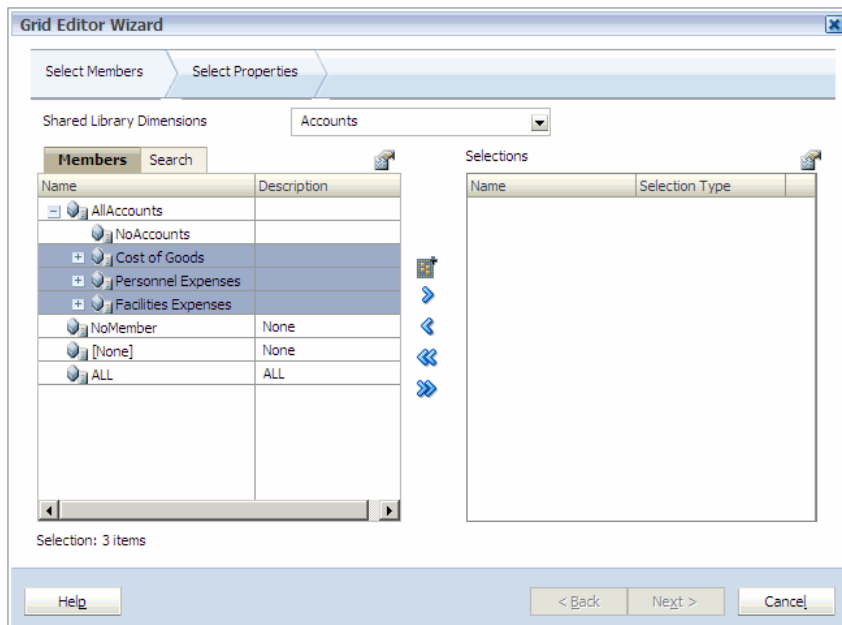 Grid Editor Wizard
Select Members Select Properties
Shared Library Dimensions Accounts
Members Search Selections
Name Description Name Selection Type
AllAccounts
NoAccounts
Cost of Goods
Personnel Expenses
Facilities Expenses
NoMember None
[None] None
ALL ALL
Selection: 3 items
Help < Back Next > Cancel